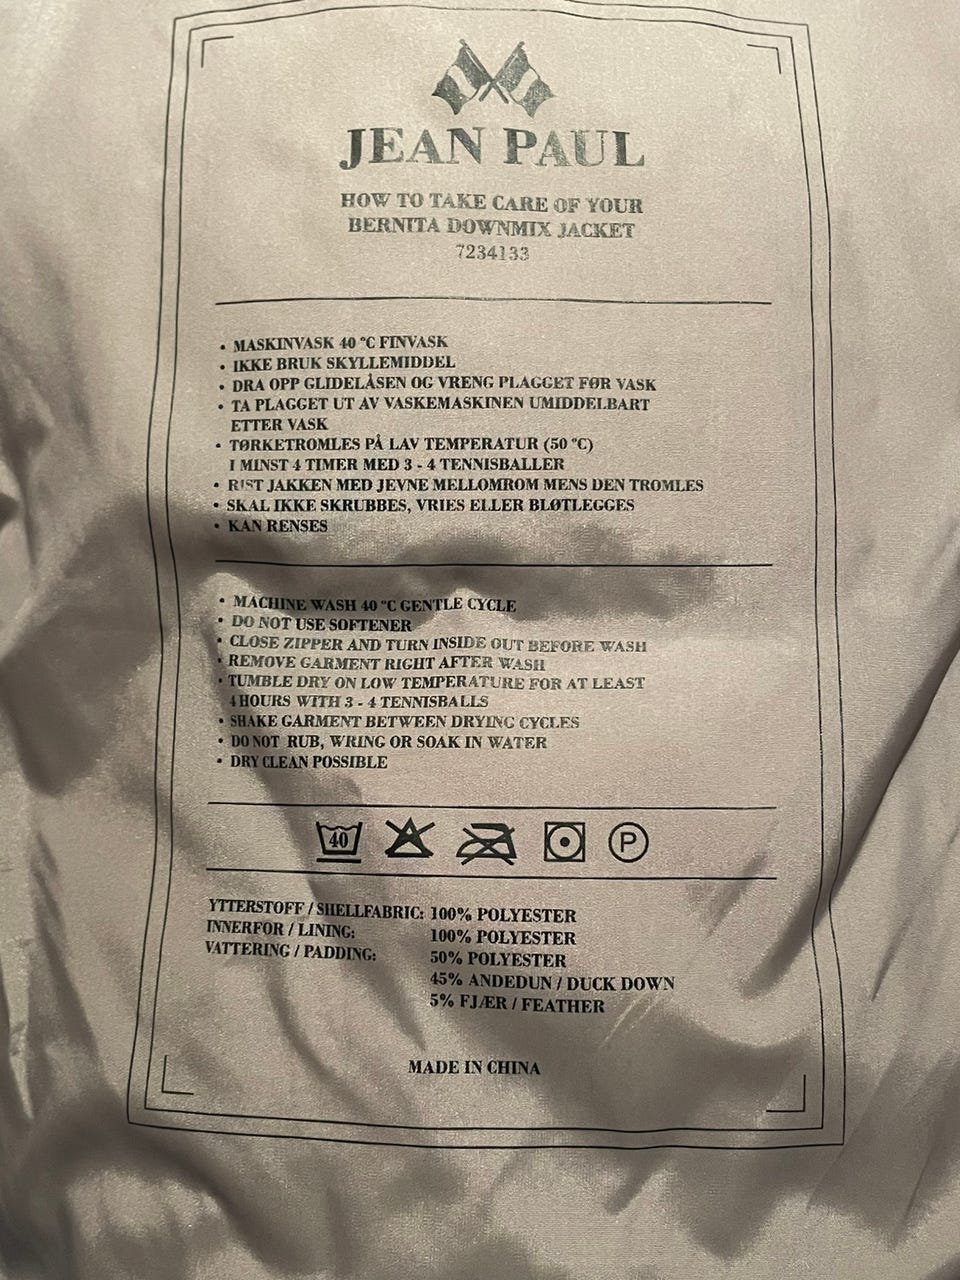 JEAN PAUL
HOW TO TAKE CARE OF YOUR
BERNITA DOWNMIX JACKET
7234133
• MASKINVASK 40 °C FINVASK
• IKKE BRUK SKYLLEMIDDEL
• DRA OPP GLIDELÅSEN OG VRENG PLAGGET FØR VASK
• TA PLAGGET UT AV VASKEMASKINEN UMIDDELBART
ETTER VASK
• TØRKETROMLES PÅ LAV TEMPERATUR (50 °C)
I MINST 4 TIMER MED 3 - 4 TENNISBALLER
• RIST JAKKEN MED JEVNE MELLOMROM MENS DEN TROMLES
• SKAL IKKE SKRUBBES, VRIES ELLER BLØTLEGGES
• KAN RENSES
• MACHINE WASH 40 °C GENTLE CYCLE
• DO NOT USE SOFTENER
• CLOSE ZIPPER AND TURN INSIDE OUT BEFORE WASH
• REMOVE GARMENT RIGHT AFTER WASH
• TUMBLE DRY ON LOW TEMPERATURE FOR AT LEAST
4 HOURS WITH 3 - 4 TENNISBALLS
• SHAKE GARMENT BETWEEN DRYING CYCLES
• DO NOT RUB, WRING OR SOAK IN WATER
• DRY CLEAN POSSIBLE
40 P
YTTERSTOFF / SHELLFABRIC: 100% POLYESTER
INNERFOR / LINING: 100% POLYESTER
VATTERING / PADDING: 50% POLYESTER
45% ANDEDUN / DUCK DOWN
5% FJÆR / FEATHER
MADE IN CHINA